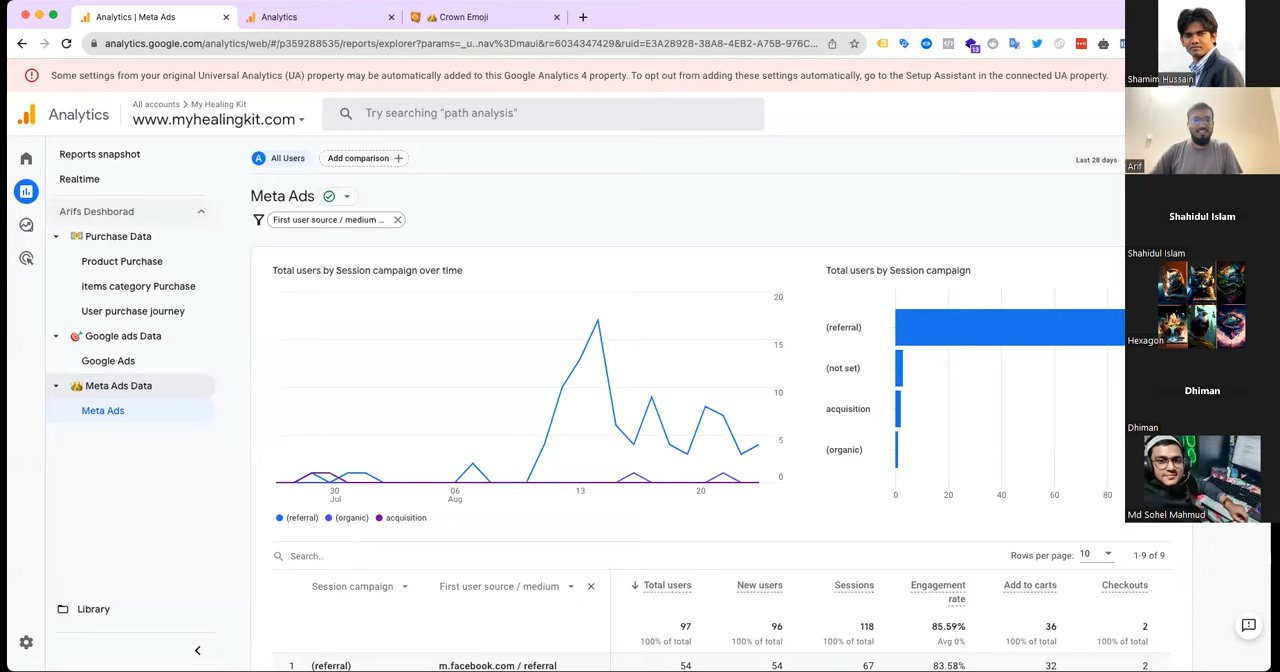 Analytics | Meta Ads
Analytics
Crown Emoji
analytics.google.com/analytics/web/#/p359288535/reports/explorer?params=_u..nav%3Dmaui&r=6034347429&ruid=E3A28928-38A8-4EB2-A75B-976C...
13
Some settings from your original Universal Analytics (UA) property may be automatically added to this Google Analytics 4 property. To opt out from adding these settings automatically, go to the Setup Assistant in the connected UA property.
Analytics
All accounts > My Healing Kit
www.myhealingkit.com
Try searching "path analysis"
Reports snapshot
Realtime
Arifs Deshborad
Purchase Data
Product Purchase
items category Purchase
User purchase journey
Google ads Data
Google Ads
Meta Ads Data
Meta Ads
Library
A All Users
Add comparison +
Last 28 days
Meta Ads
First user source / medium ...
Total users by Session campaign over time
20
15
10
5
0
30 Jul
06 Aug
13
20
(referral) (organic) acquisition
Total users by Session campaign
(referral)
(not set)
acquisition
(organic)
0 20 40 60 80
Search...
Rows per page: 10 1-9 of 9
Session campaign First user source / medium Total users New users Sessions Engagement rate Add to carts Checkouts
97 96 118 85.59% 36 2
100% of total 100% of total 100% of total Avg 0% 100% of total 100% of total
1 (referral) m.facebook.com / referral 54 54 67 83.58% 32 2
Shamim Hussain
Arif
Shahidul Islam
Shahidul Islam
Hexagon
Dhiman
Dhiman
Md Sohel Mahmud